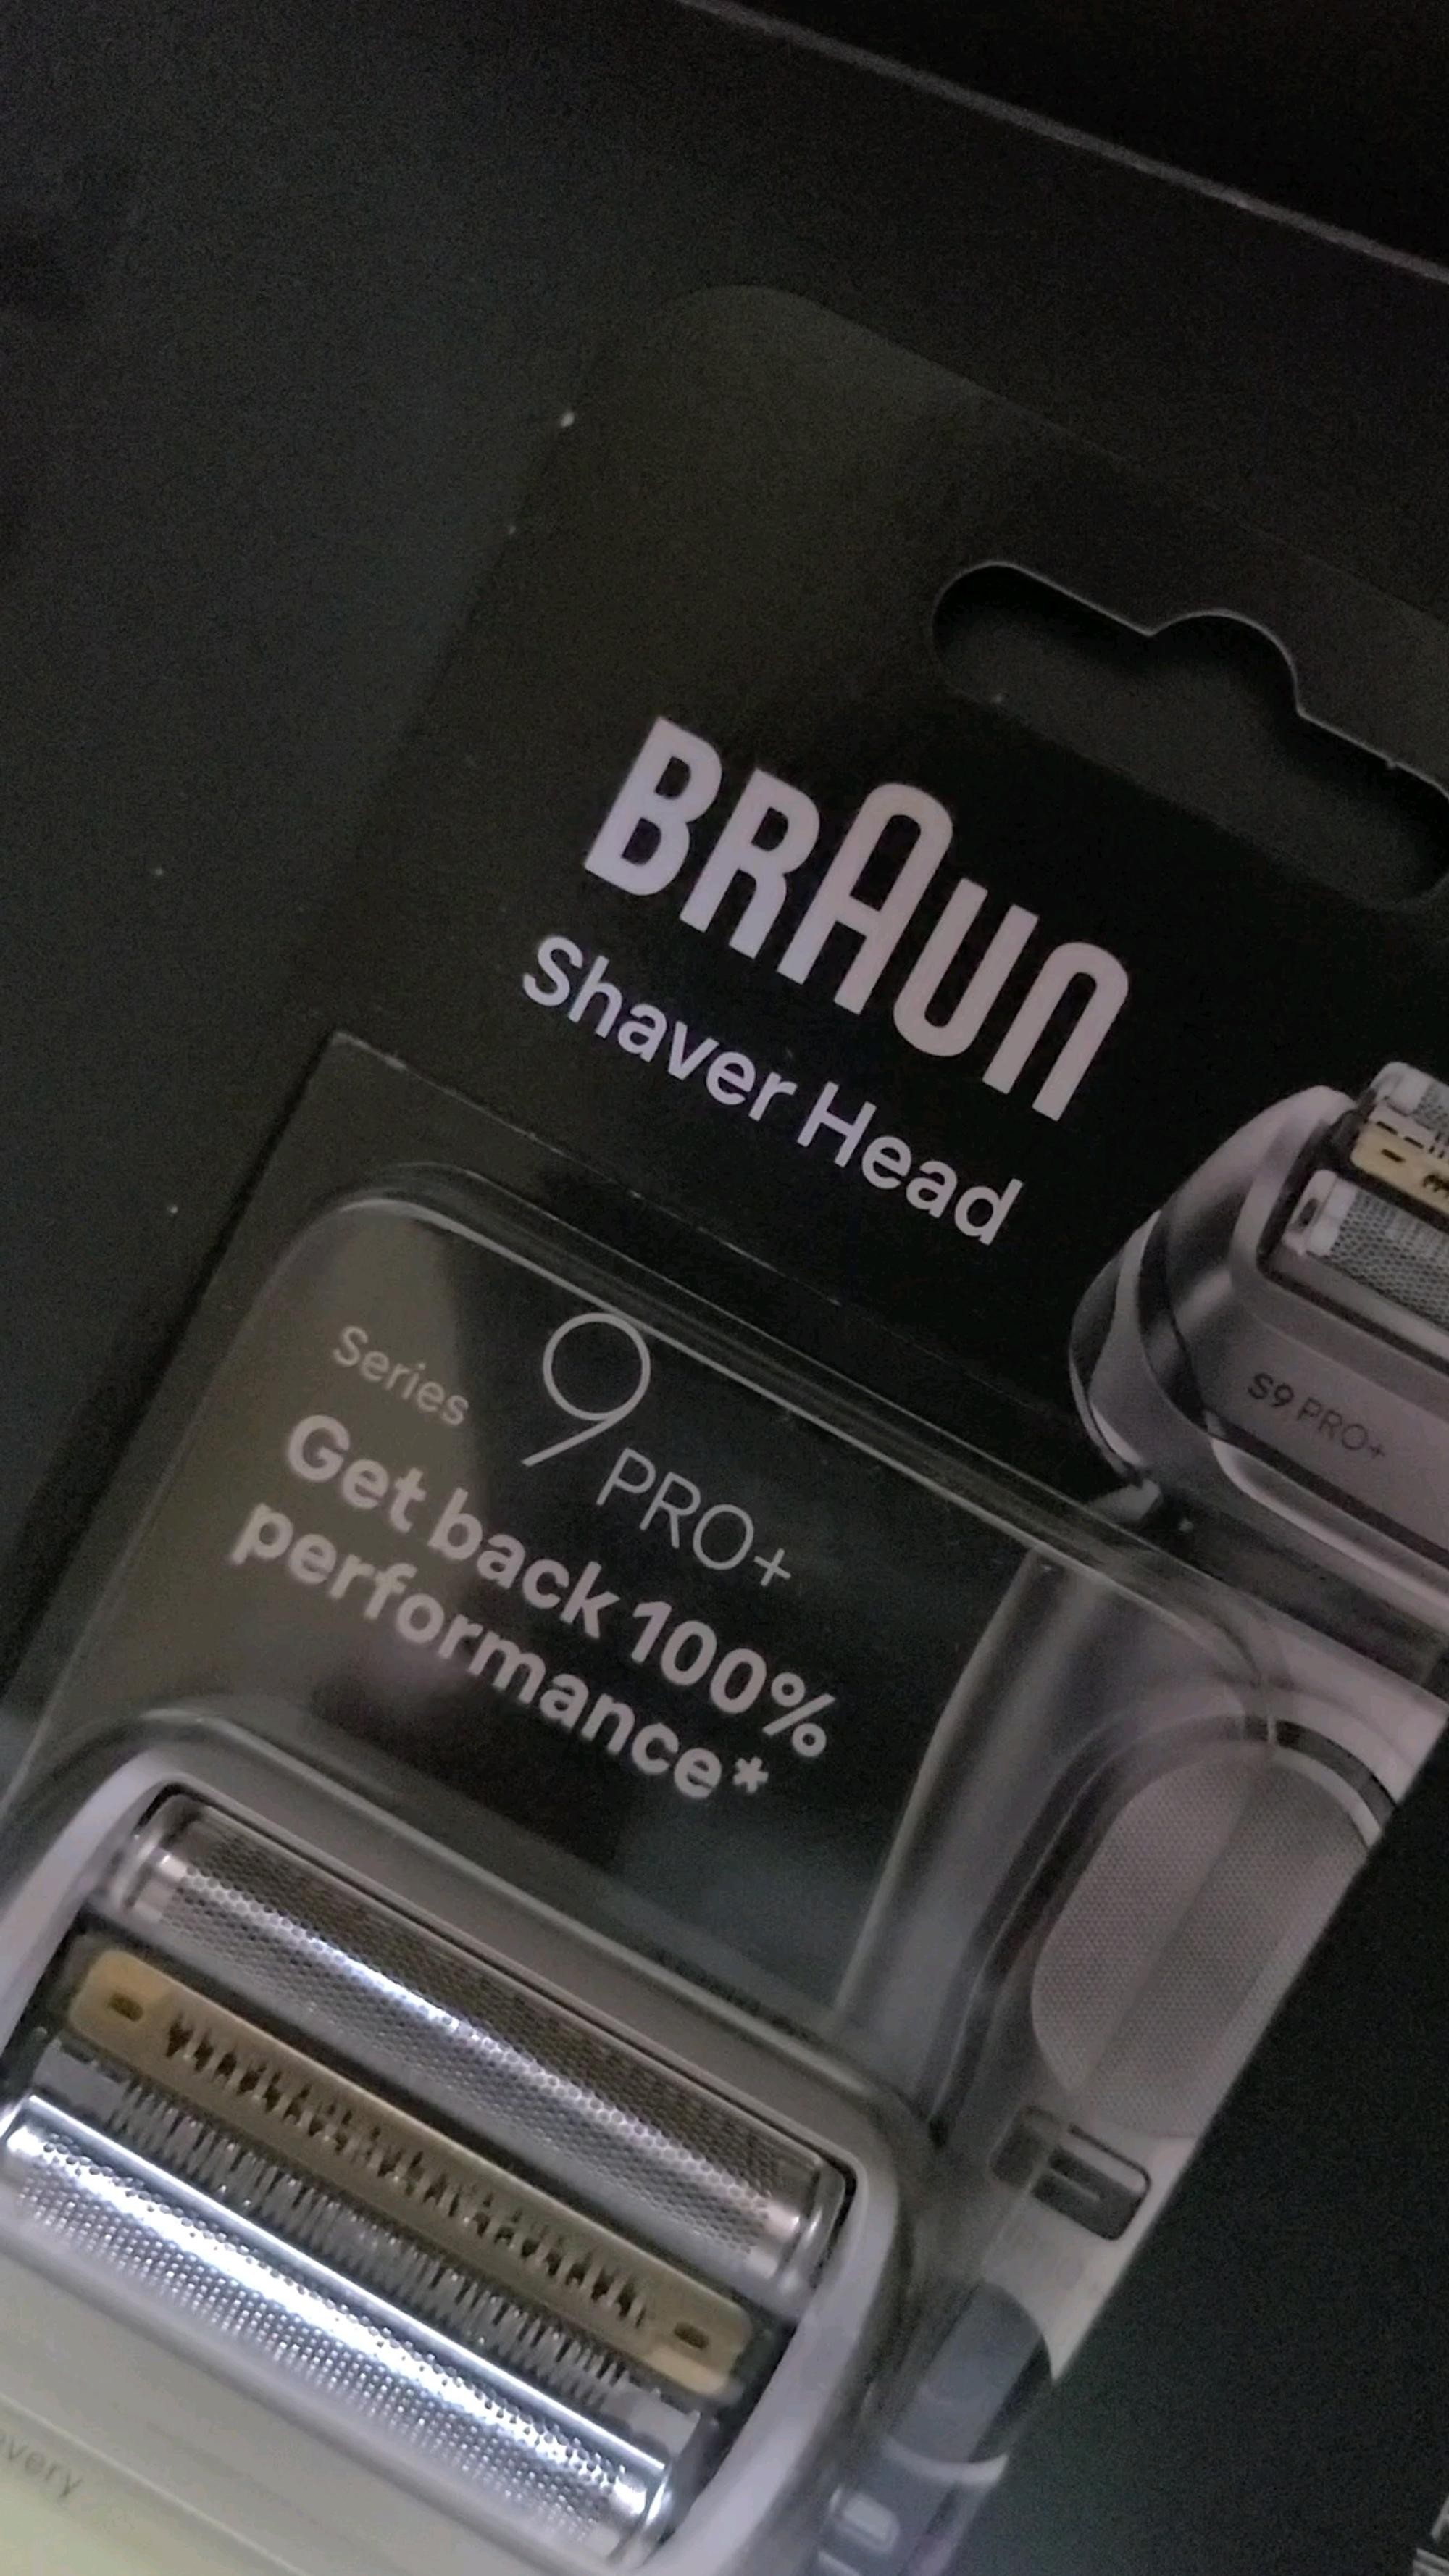 BRAUN
Shaver Head
S9 PRO+
Series 9 PRO+
Get back 100%
performance*